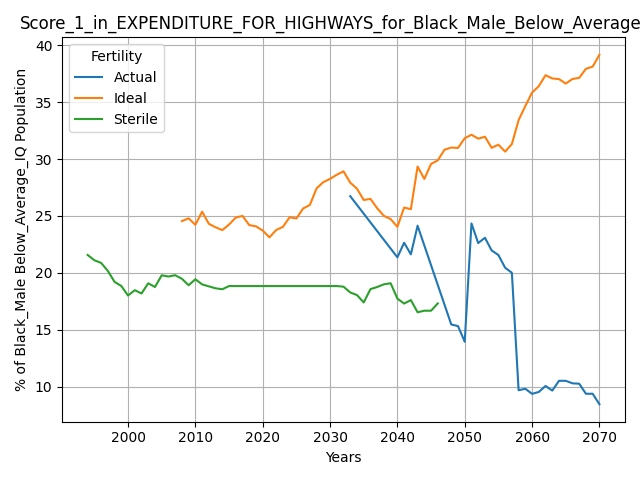 Score_1_in_EXPENDITURE_FOR_HIGHWAYS_for_Black_Male_Below_Average
40
35
30
25
20
15
10
% of Black_Male Below_Average_IQ Population
Fertility
Actual
Ideal
Sterile
2000
2010
2020
2030
2040
2050
2060
2070
Years